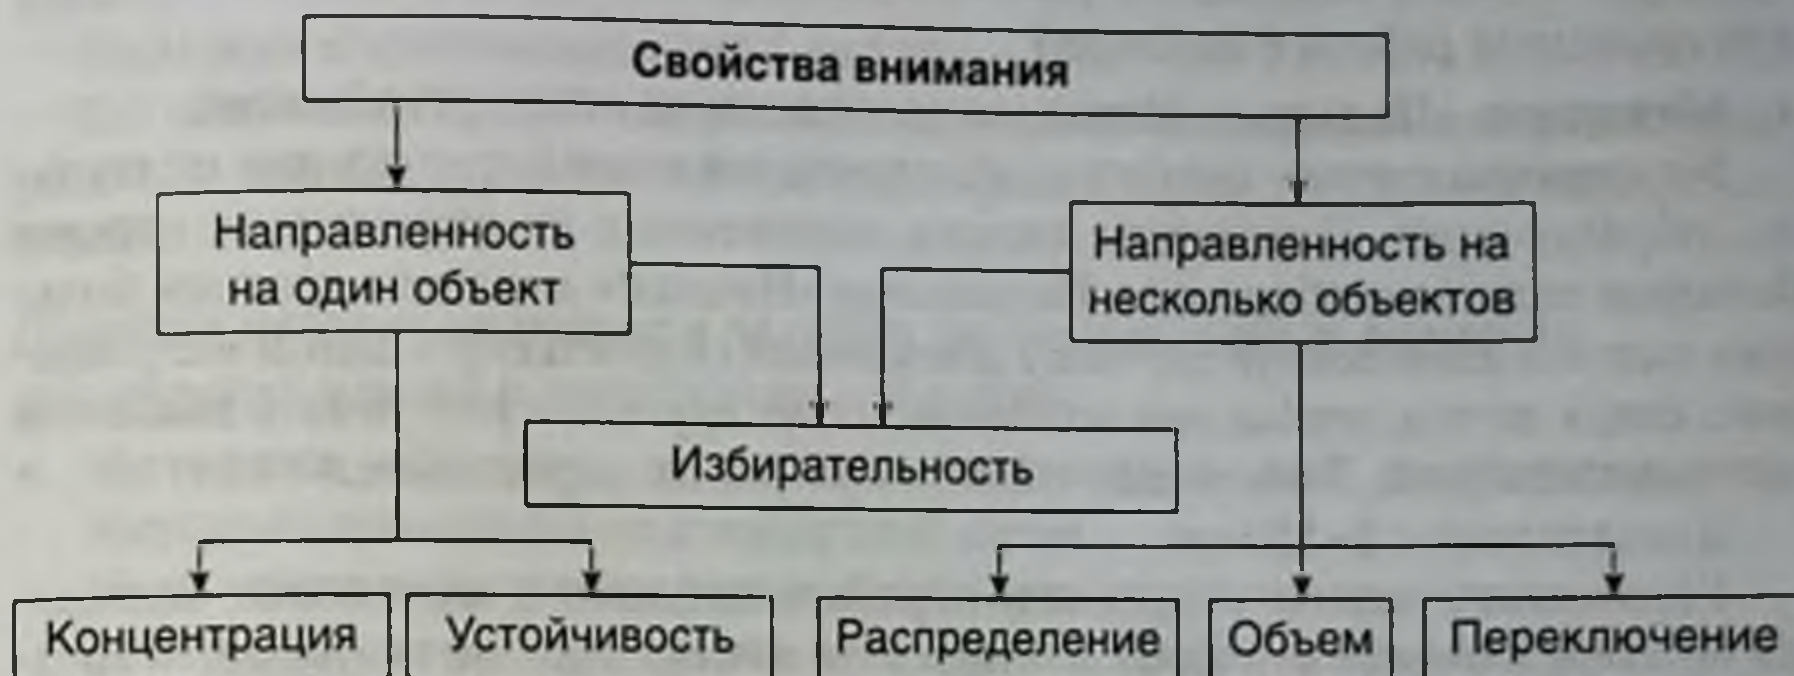 Свойства внимания
Направленность
на один объект
Направленность на
несколько объектов
Избирательность
Концентрация
Устойчивость
Распределение
Объем
Переключение